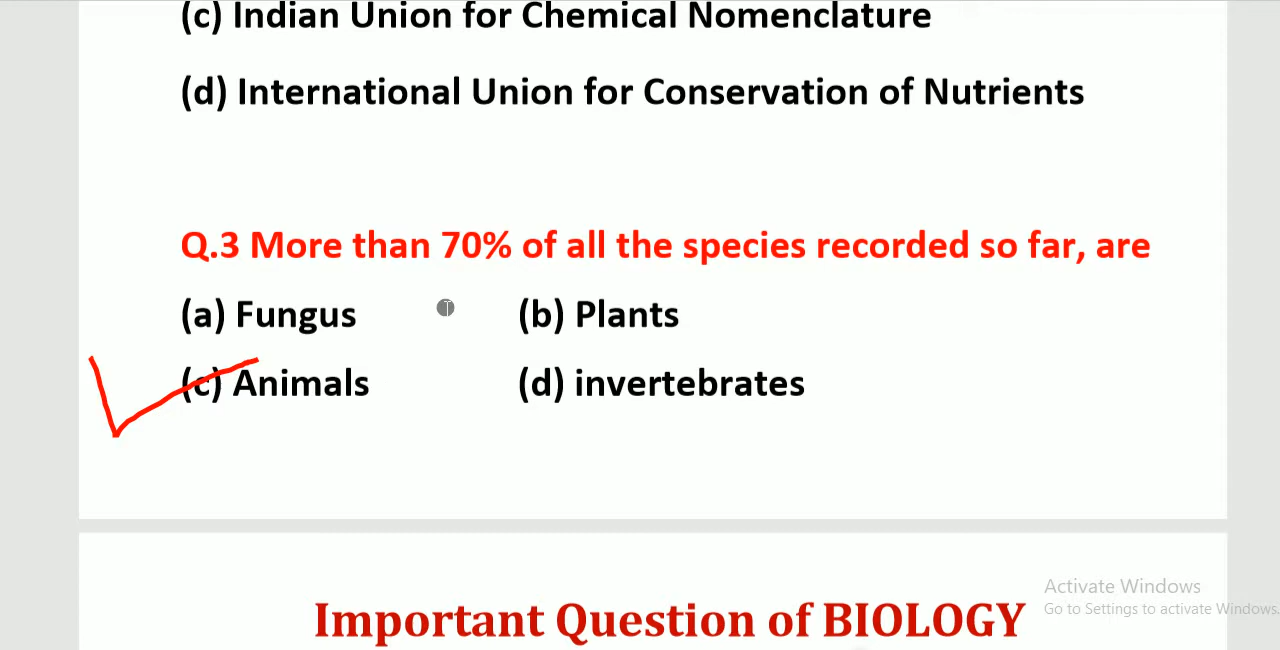 (c) Indian Union for Chemical Nomenclature
(d) International Union for Conservation of Nutrients
Q.3 More than 70% of all the species recorded so far, are
(a) Fungus (b) Plants
(c) Animals (d) invertebrates
Important Question of BIOLOGY
Activate Windows
Go to Settings to activate Windows.